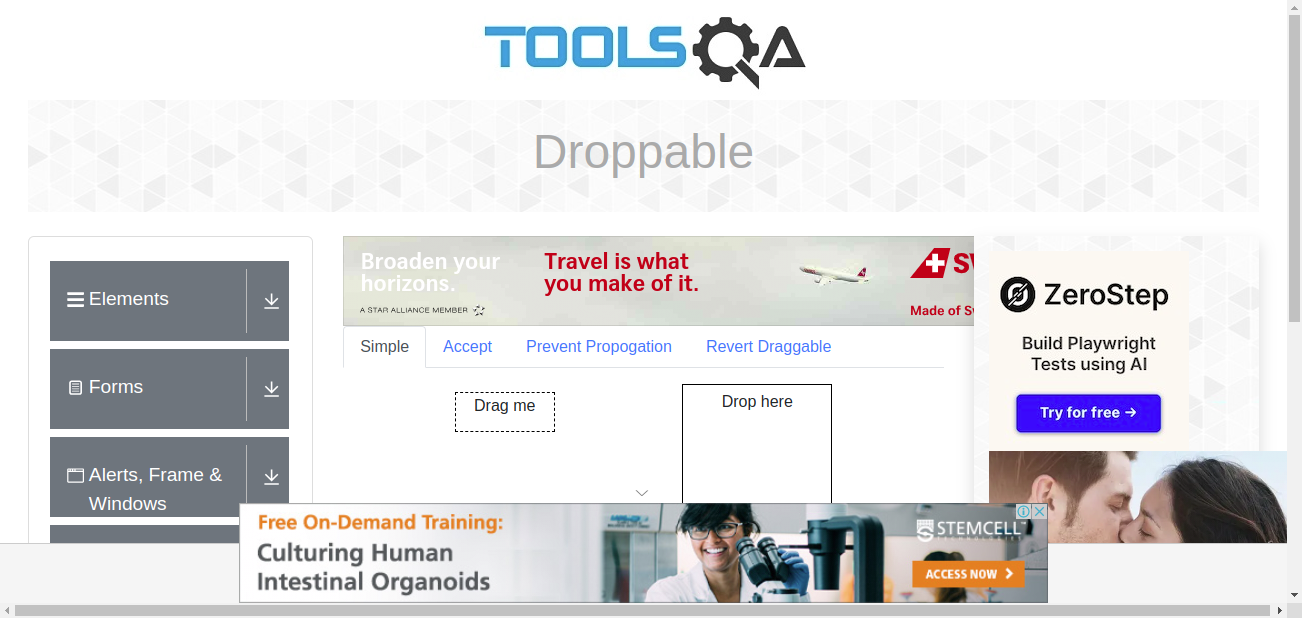 TOOLSQA
Droppable
Elements
Forms
Alerts, Frame &
Windows
Broaden your
horizons.
A STAR ALLIANCE MEMBER
Travel is what
you make of it.
Made of
Simple
Accept
Prevent Propogation
Revert Draggable
Drag me
Drop here
ZeroStep
Build Playwright
Tests using AI
Try for free →
Free On-Demand Training:
Culturing Human
Intestinal Organoids
STEMCELL
ACCESS NOW